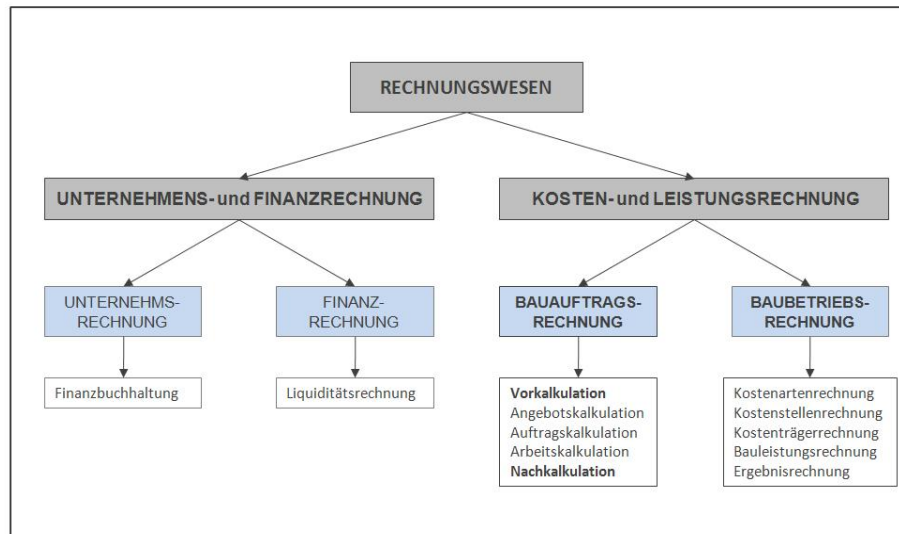 RECHNUNGSWESEN
UNTERNEHMENS- und FINANZRECHNUNG
KOSTEN- und LEISTUNGSRECHNUNG
UNTERNEHMS-
RECHNUNG
FINANZ-
RECHNUNG
BAUAUFTRAGS-
RECHNUNG
BAUBETRIEBS-
RECHNUNG
Finanzbuchhaltung
Liquiditätsrechnung
Vorkalkulation
Angebotskalkulation
Auftragskalkulation
Arbeitskalkulation
Nachkalkulation
Kostenartenrechnung
Kostenstellenrechnung
Kostenträgerrechnung
Bauleistungsrechnung
Ergebnisrechnung